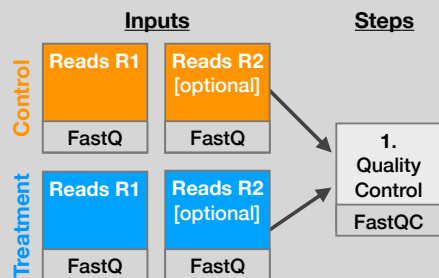 Inputs
Steps
Control
Reads R1
FastQ
Reads R2
[optional]
FastQ
Treatment
Reads R1
FastQ
Reads R2
[optional]
FastQ
1.
Quality
Control
FastQC